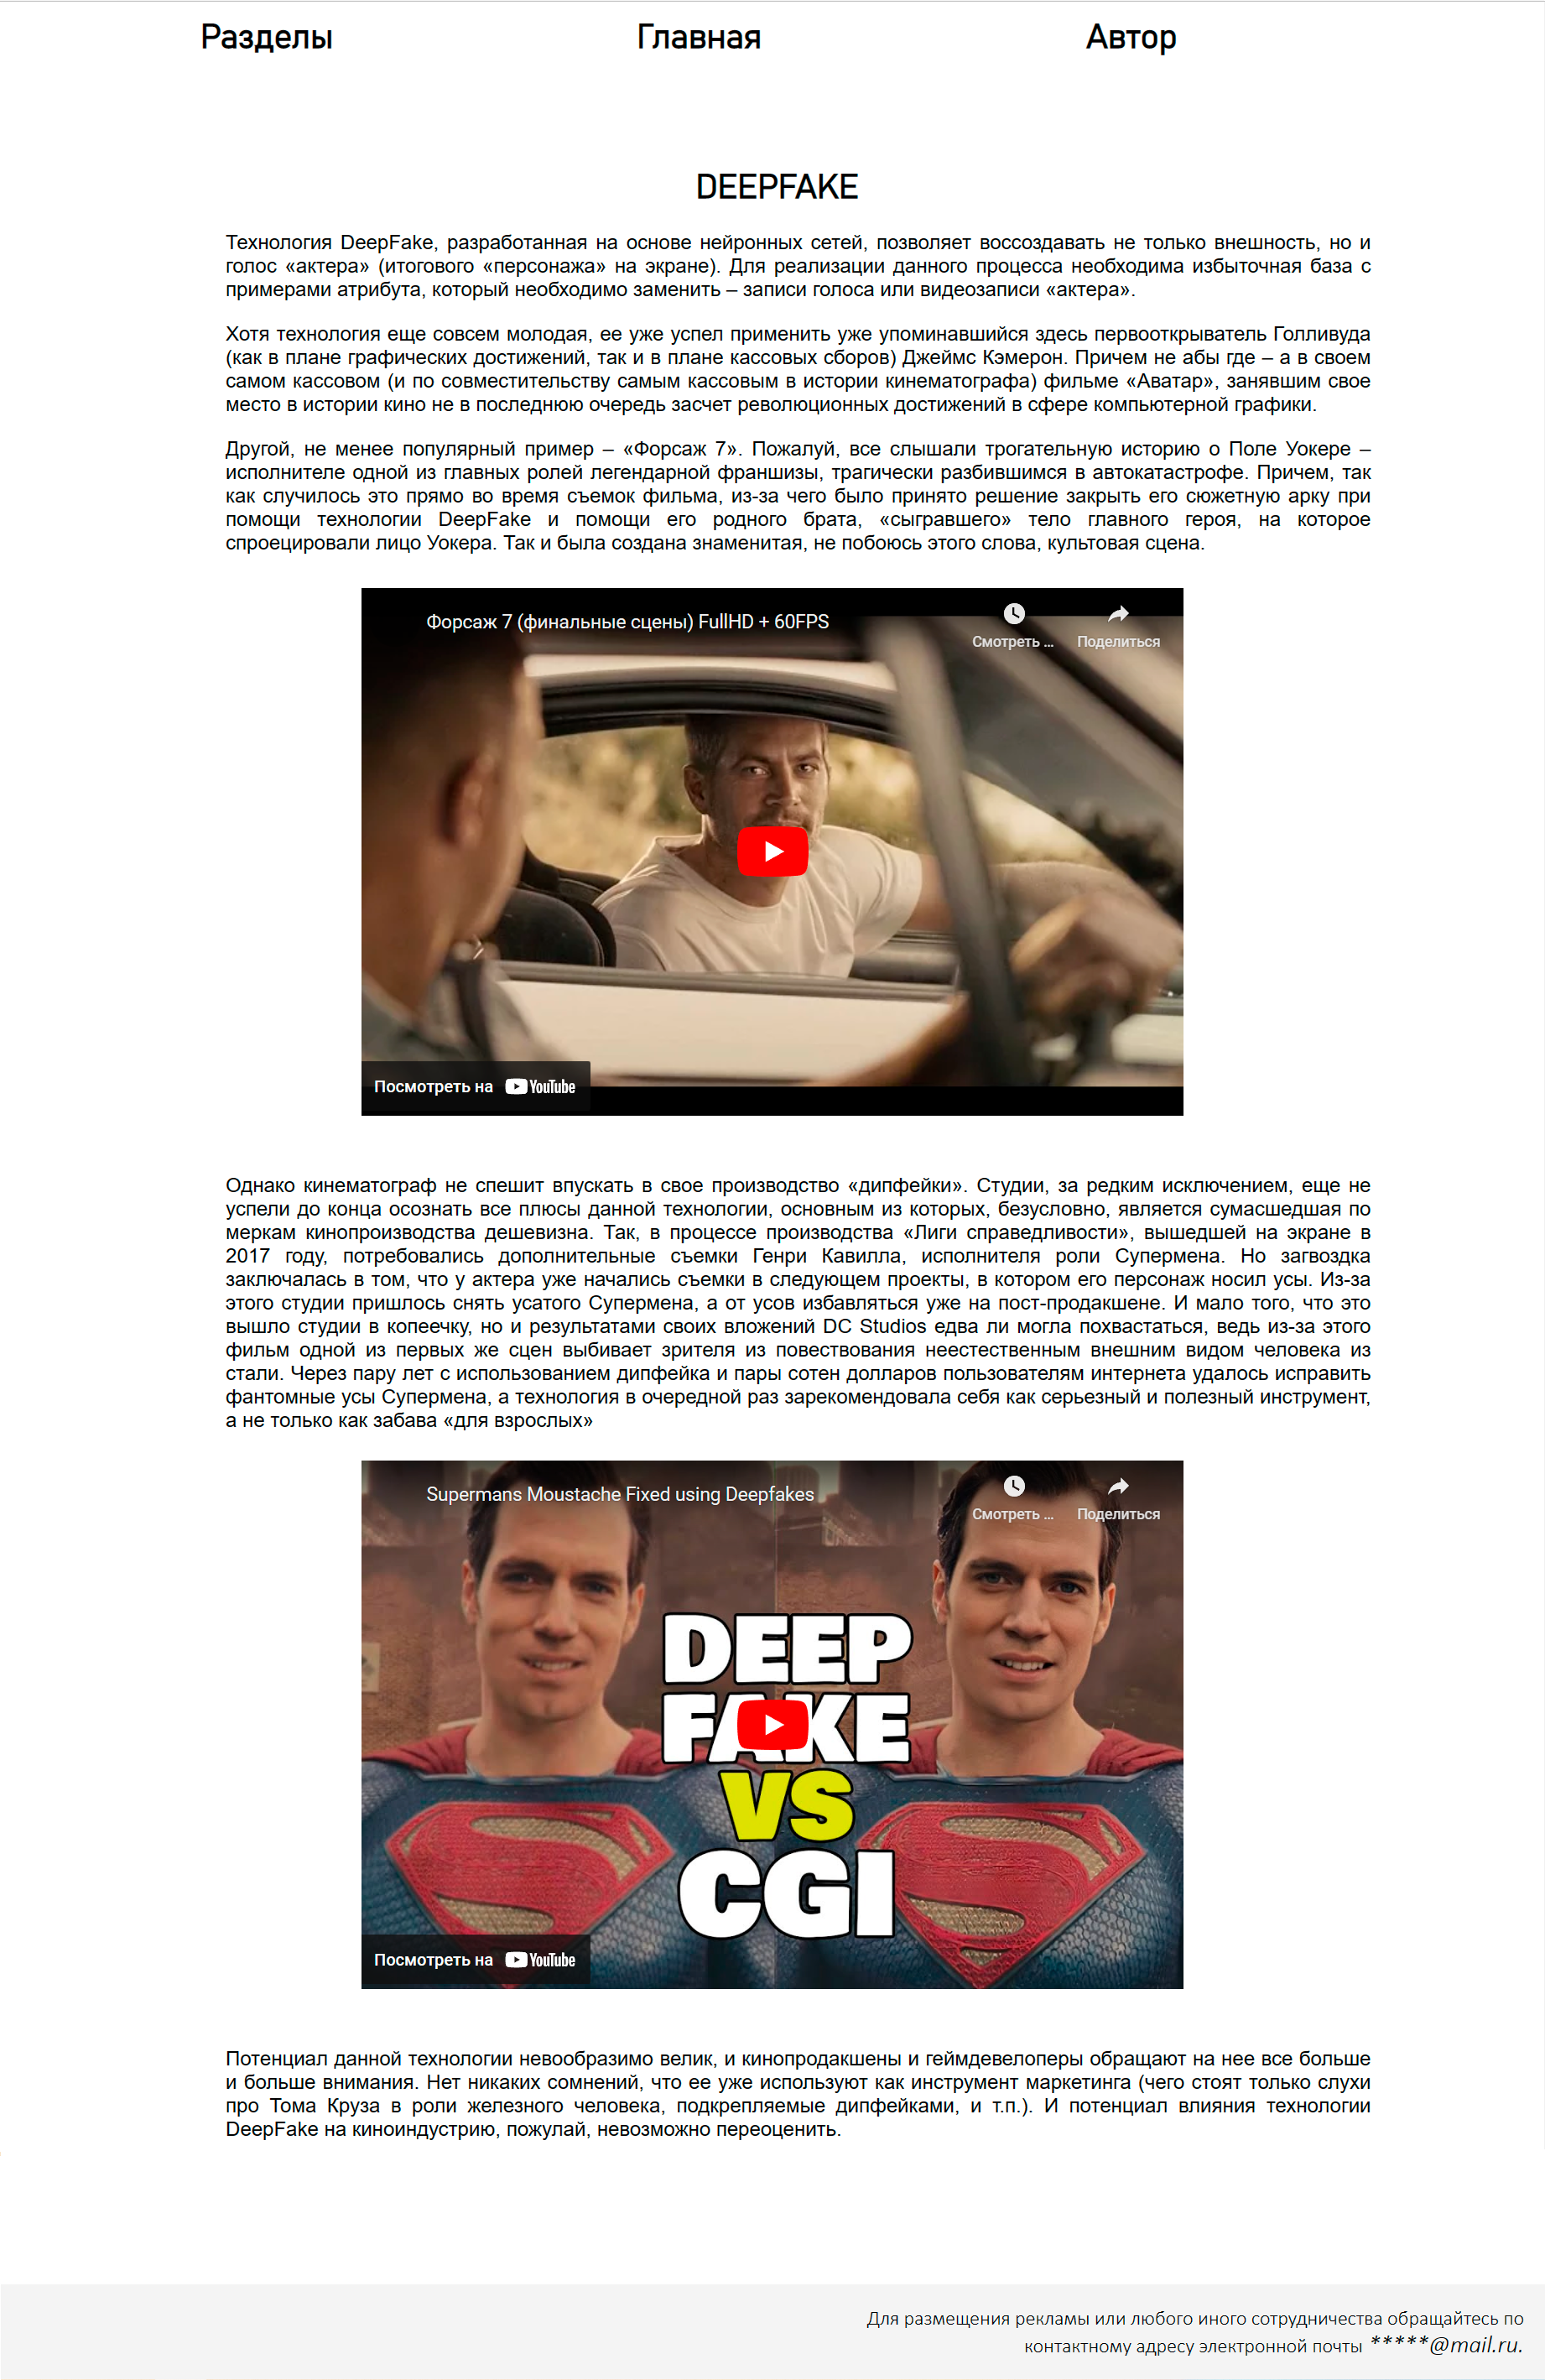 Разделы
Главная
Автор
DEEPFAKE
Технология DeepFake, разработанная на основе нейронных сетей, позволяет воссоздавать не только внешность, но и
голос «актера» (итогового «персонажа» на экране). Для реализации данного процесса необходима избыточная база с
примерами атрибута, который необходимо заменить – записи голоса или видеозаписи «актера».
Хотя технология еще совсем молодая, ее уже успел применить уже упоминавшийся здесь первооткрыватель Голливуда
(как в плане графических достижений, так и в плане кассовых сборов) Джеймс Кэмерон. Причем не абы где – а в своем
самом кассовом (и по совместительству самым кассовым в истории кинематографа) фильме «Аватар», занявшим свое
место в истории кино не в последнюю очередь засчет революционных достижений в сфере компьютерной графики.
Другой, не менее популярный пример – «Форсаж 7». Пожалуй, все слышали трогательную историю о Поле Уокере –
исполнителе одной из главных ролей легендарной франшизы, трагически разбившимся в автокатастрофе. Причем, так
как случилось это прямо во время съемок фильма, из-за чего было принято решение закрыть его сюжетную арку при
помощи технологии DeepFake и помощи его родного брата, «сыгравшего» тело главного героя, на которое
спроецировали лицо Уокера. Так и была создана знаменитая, не побоюсь этого слова, культовая сцена.
Форсаж 7 (финальные сцены) FullHD + 60FPS
Смотреть ...
Поделиться
Посмотреть на YouTube
Однако кинематограф не спешит впускать в свое производство «дипфейки». Студии, за редким исключением, еще не
успели до конца осознать все плюсы данной технологии, основным из которых, безусловно, является сумасшедшая по
меркам кинопроизводства дешевизна. Так, в процессе производства «Лиги справедливости», вышедшей на экране в
2017 году, потребовались дополнительные съемки Генри Кавилла, исполнителя роли Супермена. Но загвоздка
заключалась в том, что у актера уже начались съемки в следующем проекты, в котором его персонаж носил усы. Из-за
этого студии пришлось снять усатого Супермена, а от усов избавляться уже на пост-продакшене. И мало того, что это
вышло студии в копеечку, но и результатами своих вложений DC Studios едва ли могла похвастаться, ведь из-за этого
фильм одной из первых же сцен выбивает зрителя из повествования неестественным внешним видом человека из
стали. Через пару лет с использованием дипфейка и пары сотен долларов пользователям интернета удалось исправить
фантомные усы Супермена, а технология в очередной раз зарекомендовала себя как серьезный и полезный инструмент,
а не только как забава «для взрослых»
Supermans Moustache Fixed using Deepfakes
Смотреть ...
Поделиться
DEEP
FAKE
VS
CGI
Посмотреть на YouTube
Потенциал данной технологии невообразимо велик, и кинопродакшены и геймдевелоперы обращают на нее все больше
и больше внимания. Нет никаких сомнений, что ее уже используют как инструмент маркетинга (чего стоят только слухи
про Тома Круза в роли железного человека, подкрепляемые дипфейками, и т.п.). И потенциал влияния технологии
DeepFake на киноиндустрию, пожулай, невозможно переоценить.
Для размещения рекламы или любого иного сотрудничества обращайтесь по
контактному адресу электронной почты *****@mail.ru.